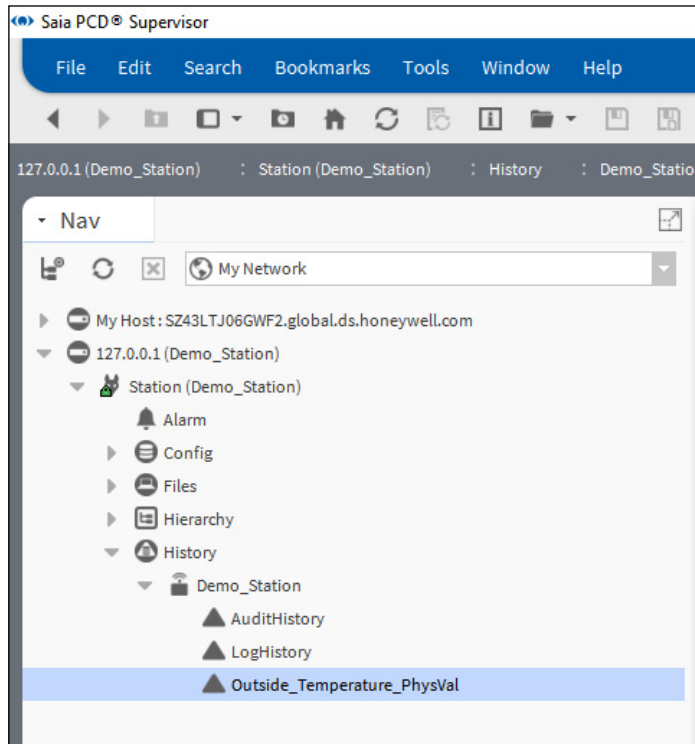 Saia PCD® Supervisor
File Edit Search Bookmarks Tools Window Help
127.0.0.1 (Demo_Station) : Station (Demo_Station) : History : Demo_Statio
Nav
My Network
My Host : SZ43LTJ06GWF2.global.ds.honeywell.com
127.0.0.1 (Demo_Station)
Station (Demo_Station)
Alarm
Config
Files
Hierarchy
History
Demo_Station
AuditHistory
LogHistory
Outside_Temperature_PhysVal